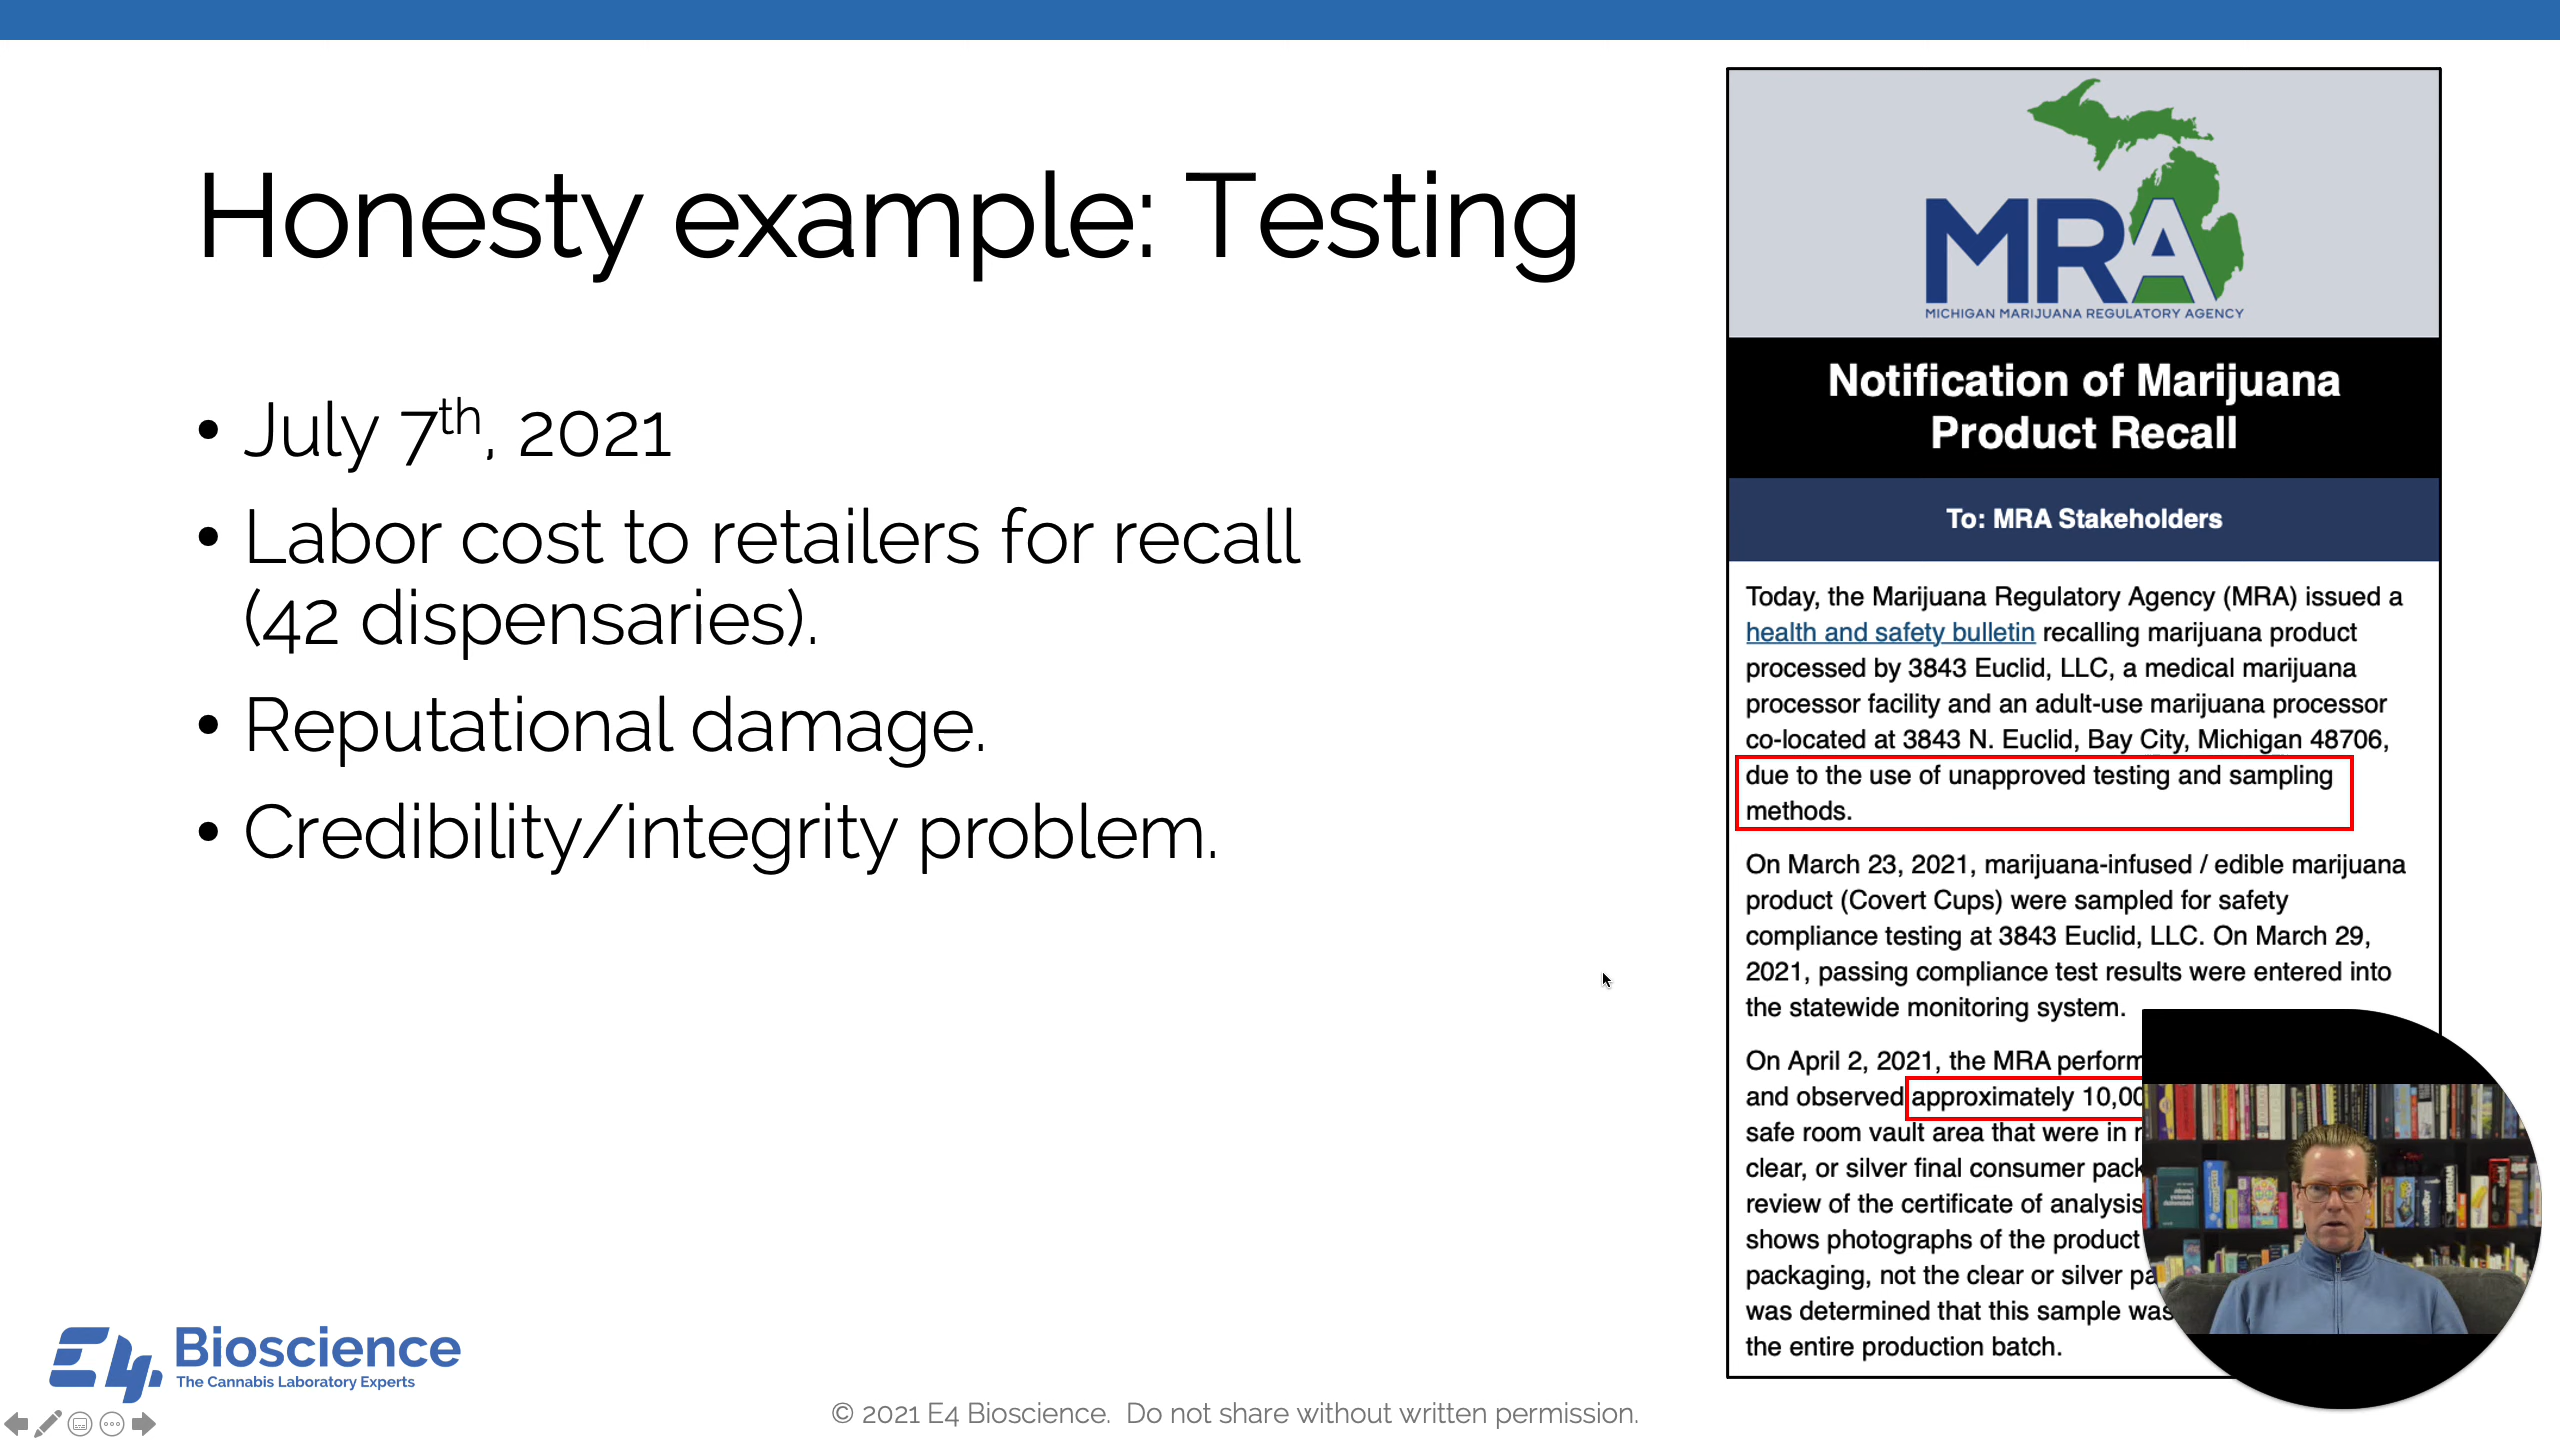 Honesty example: Testing
• July 7th, 2021
• Labor cost to retailers for recall
(42 dispensaries).
• Reputational damage.
• Credibility/integrity problem.
MRA
MICHIGAN MARIJUANA REGULATORY AGENCY
Notification of Marijuana
Product Recall
To: MRA Stakeholders
Today, the Marijuana Regulatory Agency (MRA) issued a
health and safety bulletin recalling marijuana product
processed by 3843 Euclid, LLC, a medical marijuana
processor facility and an adult-use marijuana processor
co-located at 3843 N. Euclid, Bay City, Michigan 48706,
due to the use of unapproved testing and sampling
methods.
On March 23, 2021, marijuana-infused / edible marijuana
product (Covert Cups) were sampled for safety
compliance testing at 3843 Euclid, LLC. On March 29,
2021, passing compliance test results were entered into
the statewide monitoring system.
On April 2, 2021, the MRA perform
and observed approximately 10,00
safe room vault area that were in
clear, or silver final consumer pack
review of the certificate of analysis
shows photographs of the product
packaging, not the clear or silver pa
was determined that this sample was
the entire production batch.
E4 Bioscience
The Cannabis Laboratory Experts
© 2021 E4 Bioscience. Do not share without written permission.